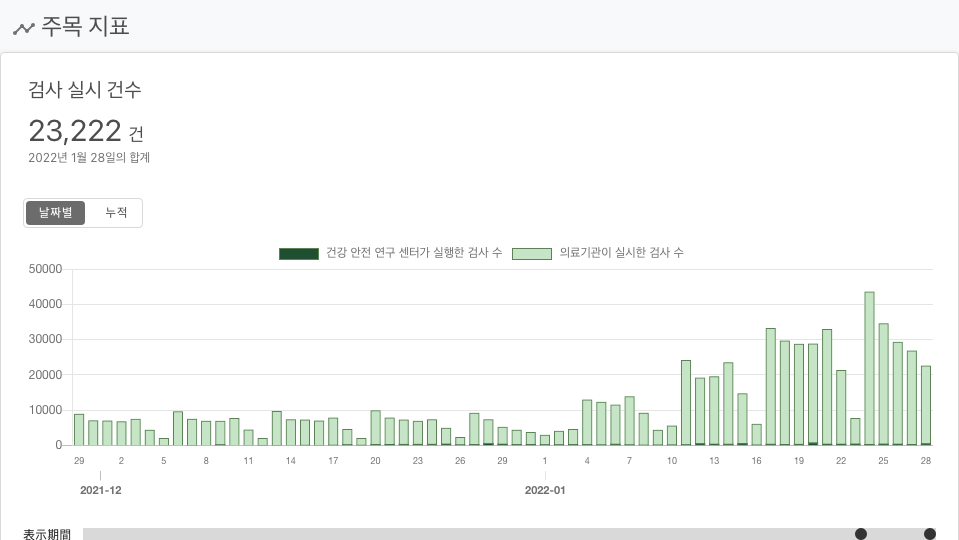 주목 지표
검사 실시 건수
23,222 건
2022년 1월 28일의 합계
날짜별 누적
건강 안전 연구 센터가 실행한 검사 수 의료기관이 실시한 검사 수
50000
40000
30000
20000
10000
0
29 2 5 8 11 14 17 20 23 26 29 1 4 7 10 13 16 19 22 25 28
2021-12 2022-01
表示期間